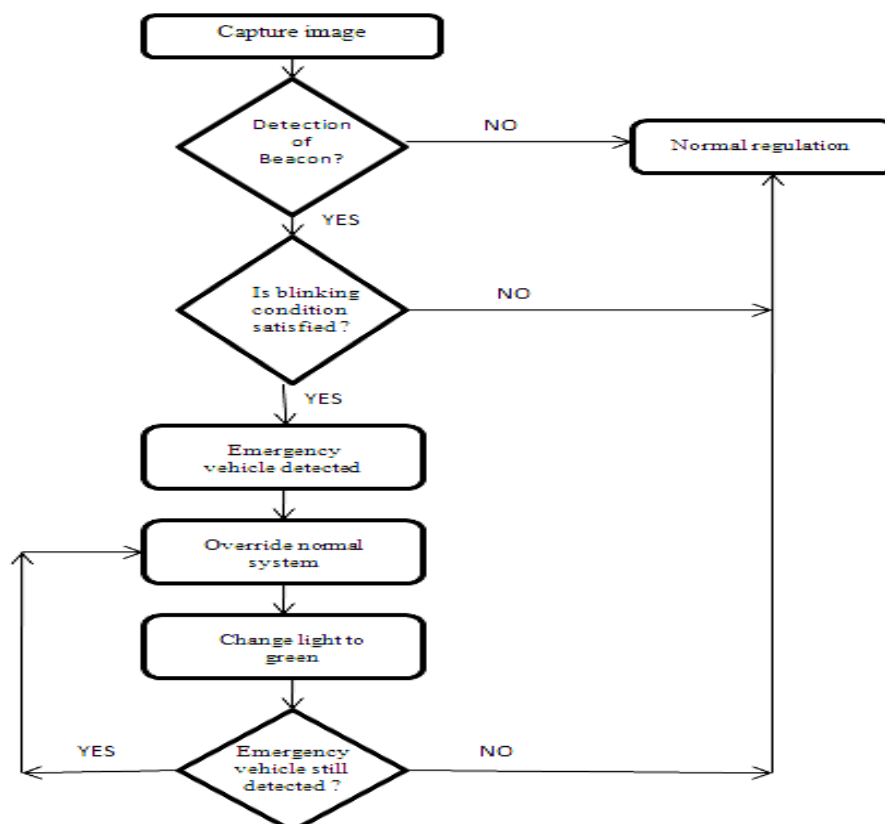 Capture image
Detection
of
Beacon?
NO
Normal regulation
YES
Is blinking
condition
satisfied ?
NO
YES
Emergency
vehicle detected
Override normal
system
Change light to
green
YES
Emergency
vehicle still
detected ?
NO